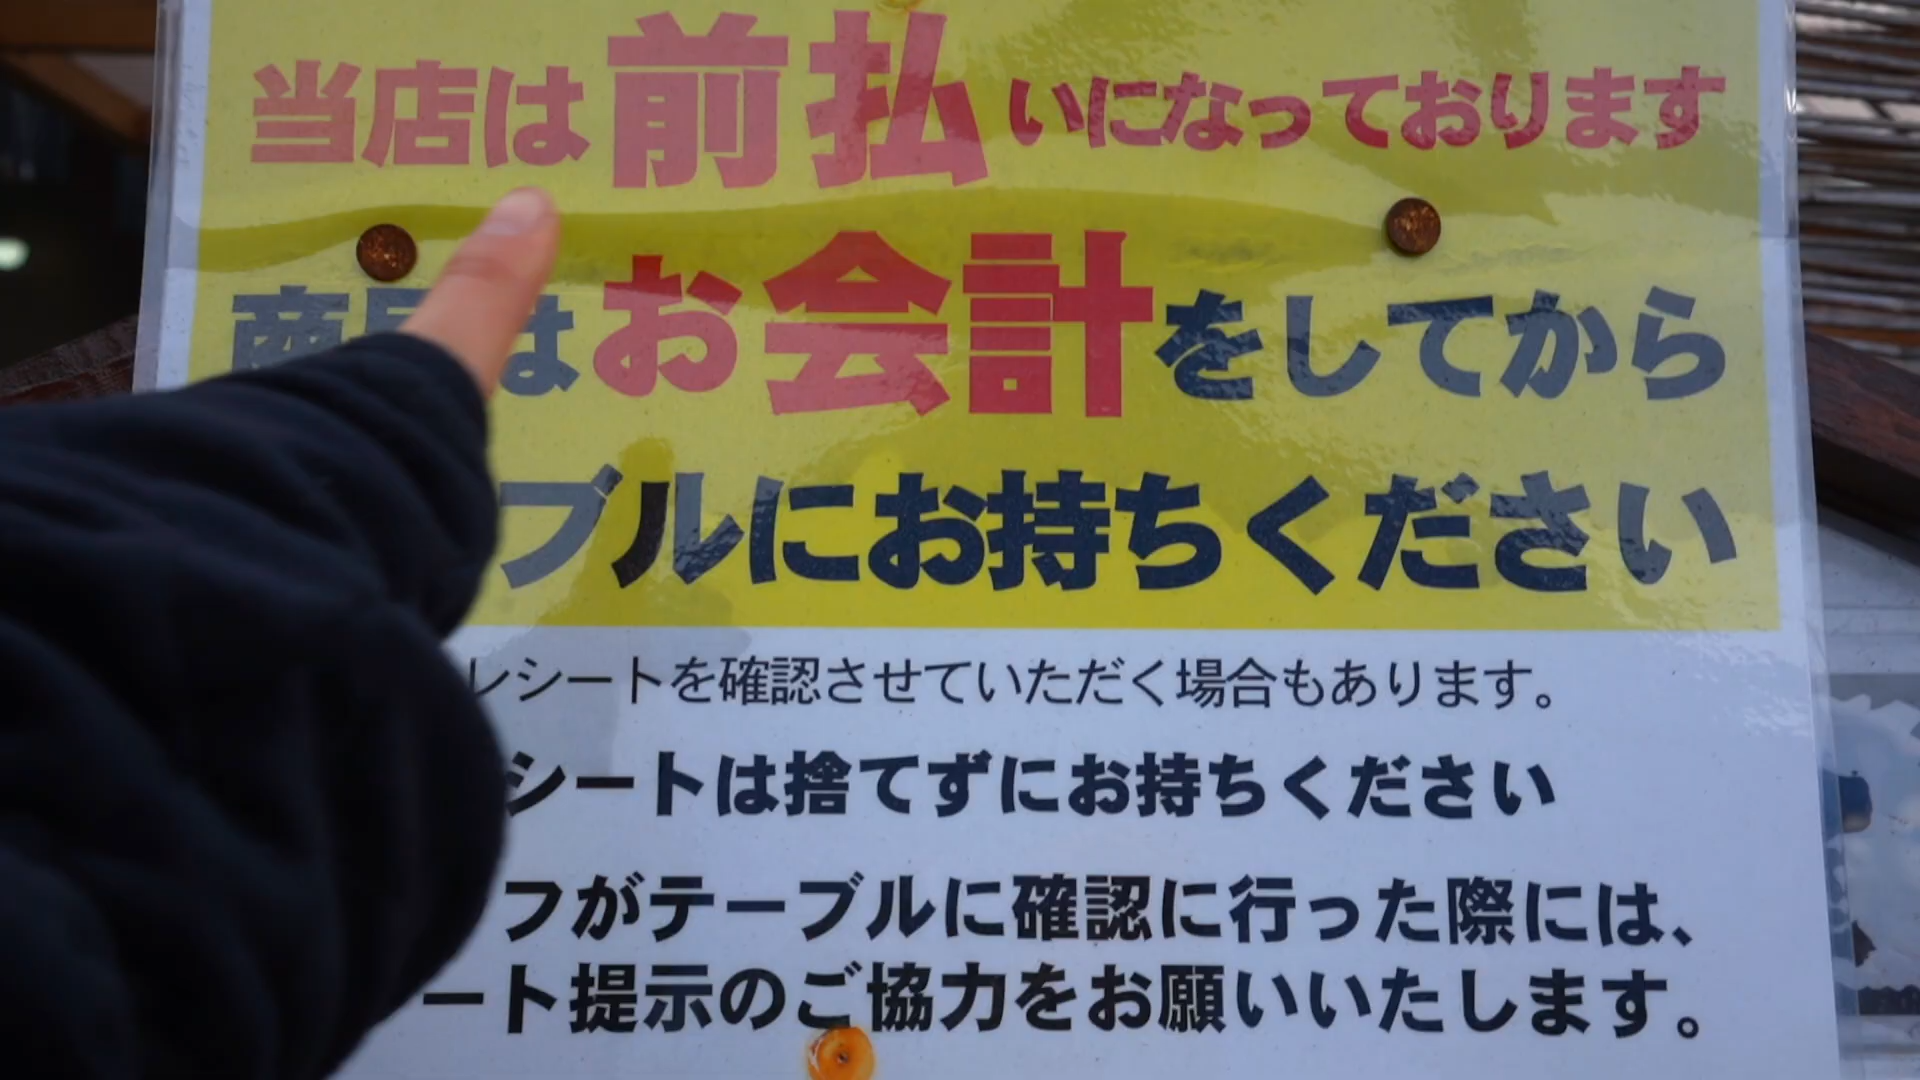 当店は前払いになっております
商品はお会計をしてから
ブルにお持ちください
レシートを確認させていただく場合もあります。
シートは捨てずにお持ちください
フがテーブルに確認に行った際には、
ート提示のご協力をお願いいたします。